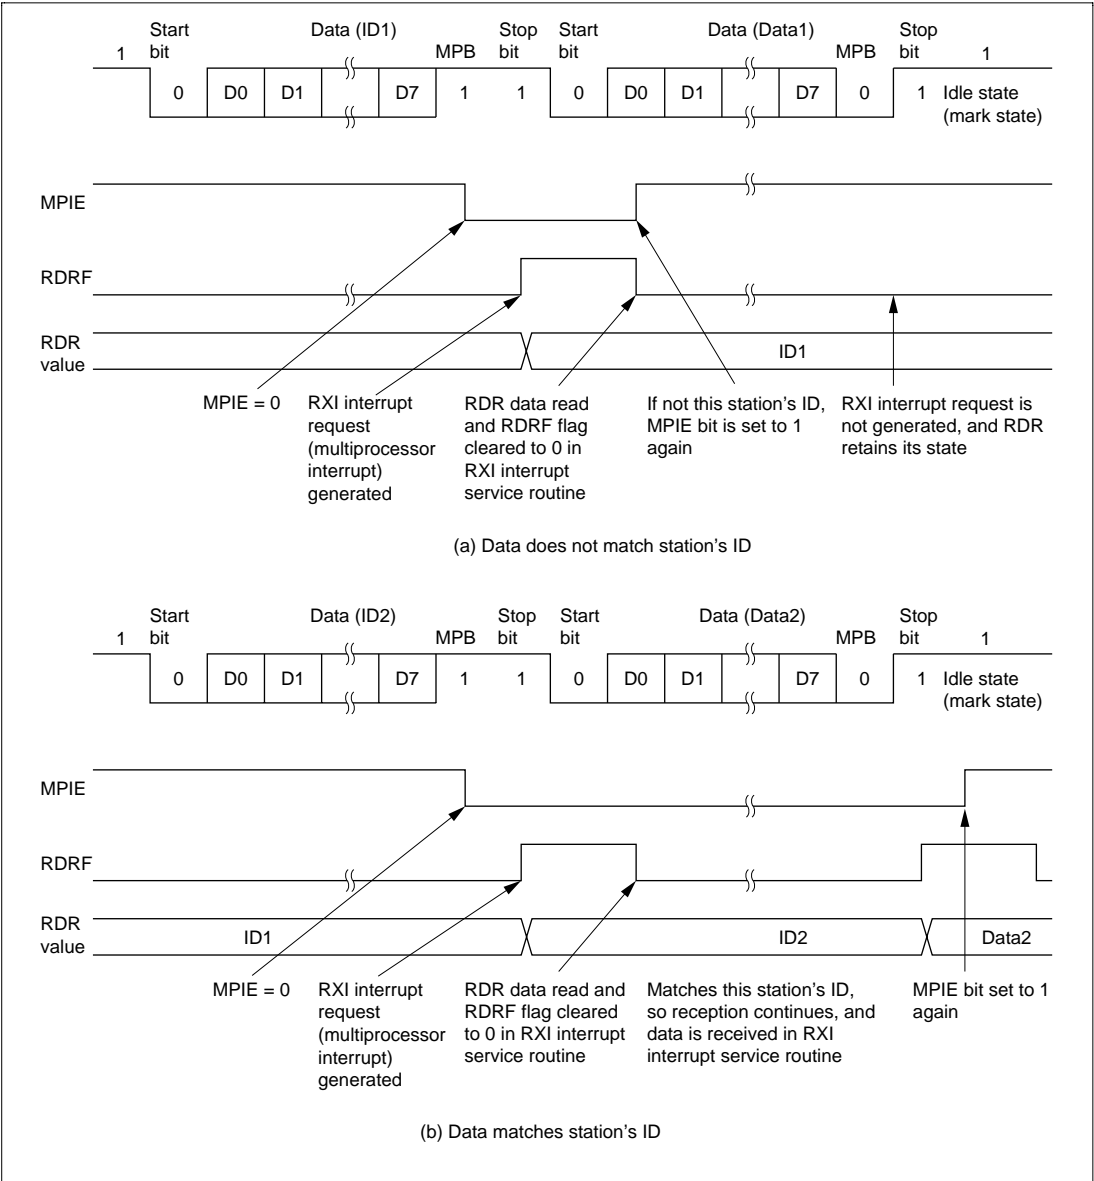 Start Data (ID1) Stop Start Data (Data1) Stop
1 bit MPB bit bit MPB bit 1
0 D0 D1 D7 1 1 0 D0 D1 D7 0 1 Idle state
(mark state)
MPIE
RDRF
RDR
value
ID1
MPIE = 0
RXI interrupt
request
(multiprocessor
interrupt)
generated
RDR data read
and RDRF flag
cleared to 0 in
RXI interrupt
service routine
If not this station's ID,
MPIE bit is set to 1
again
RXI interrupt request is
not generated, and RDR
retains its state
(a) Data does not match station's ID
Start Data (ID2) Stop Start Data (Data2) Stop
1 bit MPB bit bit MPB bit 1
0 D0 D1 D7 1 1 0 D0 D1 D7 0 1 Idle state
(mark state)
MPIE
RDRF
RDR
value
ID1 ID2 Data2
MPIE = 0
RXI interrupt
request
(multiprocessor
interrupt)
generated
RDR data read and
RDRF flag cleared
to 0 in RXI interrupt
service routine
Matches this station's ID,
so reception continues, and
data is received in RXI
interrupt service routine
MPIE bit set to 1
again
(b) Data matches station's ID